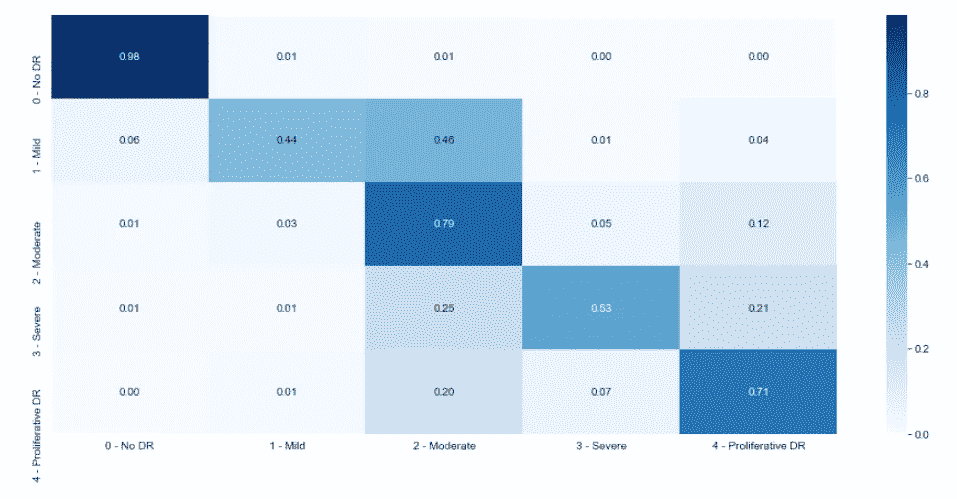 0 - No DR
0.98 0.01 0.01 0.00 0.00
1 - Mild
0.06 0.44 0.46 0.01 0.04
2 - Moderate
0.01 0.03 0.79 0.05 0.12
3 - Severe
0.01 0.01 0.25 0.53 0.21
4 - Proliferative DR
0.00 0.01 0.20 0.07 0.71
0 - No DR 1 - Mild 2 - Moderate 3 - Severe 4 - Proliferative DR
0.8
0.6
0.4
0.2
0.0